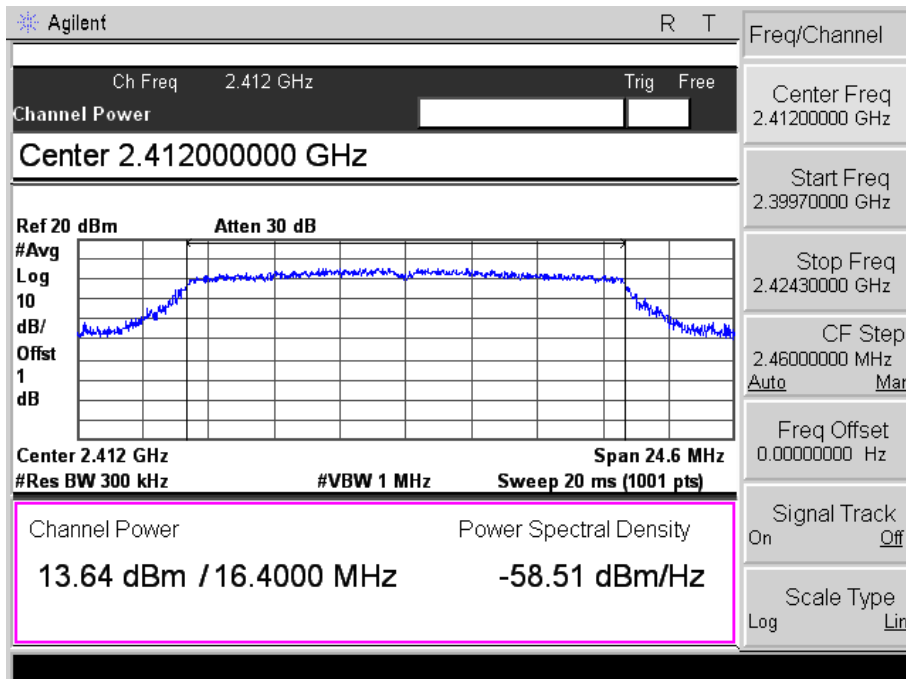 Agilent R T
Ch Freq 2.412 GHz Trig Free
Channel Power
Center 2.412000000 GHz
Ref 20 dBm Atten 30 dB
#Avg
Log
10
dB/
Offst
1
dB
Center 2.412 GHz Span 24.6 MHz
#Res BW 300 kHz #VBW 1 MHz Sweep 20 ms (1001 pts)
Channel Power Power Spectral Density
13.64 dBm / 16.4000 MHz -58.51 dBm/Hz
Freq/Channel
Center Freq
2.41200000 GHz
Start Freq
2.39970000 GHz
Stop Freq
2.42430000 GHz
CF Step
2.46000000 MHz
Auto Mar
Freq Offset
0.00000000 Hz
Signal Track
On Off
Scale Type
Log Lin